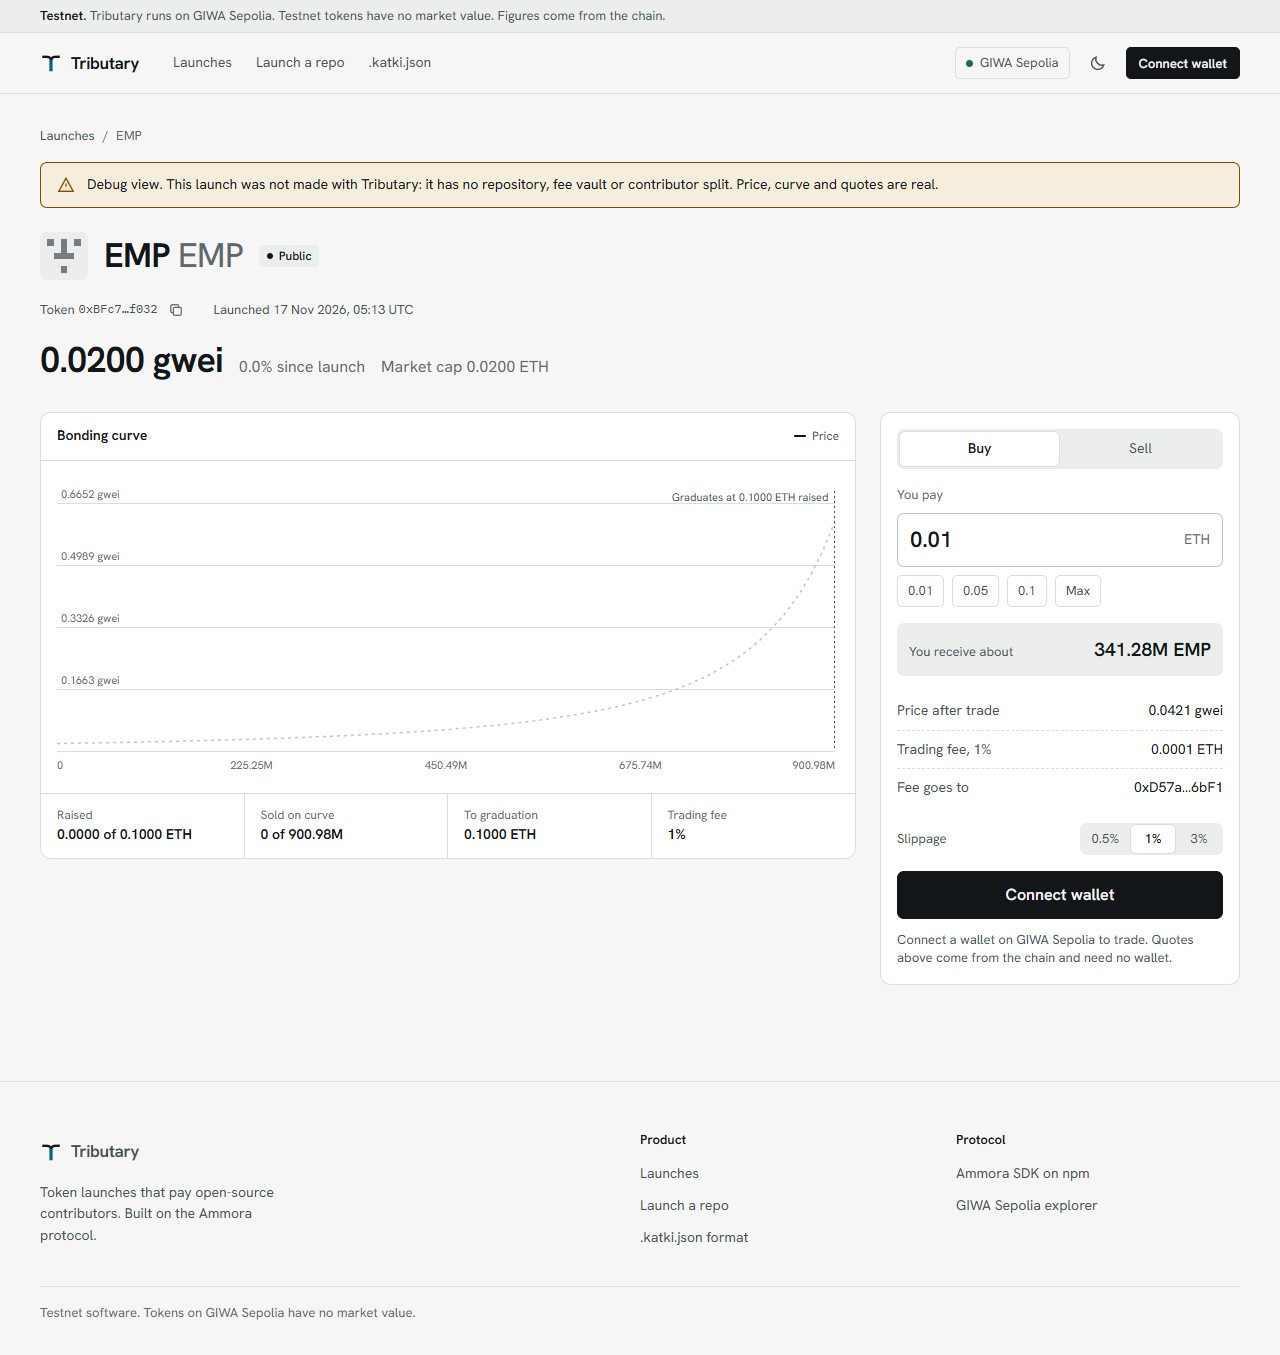 Testnet. Tributary runs on GIWA Sepolia. Testnet tokens have no market value. Figures come from the chain.
Tributary
Launches
Launch a repo
.katki.json
GIWA Sepolia
Connect wallet
Launches / EMP
Debug view. This launch was not made with Tributary: it has no repository, fee vault or contributor split. Price, curve and quotes are real.
EMP EMP
Public
Token 0xBFc7…f032
Launched 17 Nov 2026, 05:13 UTC
0.0200 gwei
0.0% since launch
Market cap 0.0200 ETH
Bonding curve
Price
0.6652 gwei
Graduates at 0.1000 ETH raised
0.4989 gwei
0.3326 gwei
0.1663 gwei
0
225.25M
450.49M
675.74M
900.98M
Raised
0.0000 of 0.1000 ETH
Sold on curve
0 of 900.98M
To graduation
0.1000 ETH
Trading fee
1%
Buy
Sell
You pay
0.01
ETH
0.01
0.05
0.1
Max
You receive about
341.28M EMP
Price after trade
0.0421 gwei
Trading fee, 1%
0.0001 ETH
Fee goes to
0xD57a...6bF1
Slippage
0.5%
1%
3%
Connect wallet
Connect a wallet on GIWA Sepolia to trade. Quotes
above come from the chain and need no wallet.
Tributary
Token launches that pay open-source
contributors. Built on the Ammora
protocol.
Product
Launches
Launch a repo
.katki.json format
Protocol
Ammora SDK on npm
GIWA Sepolia explorer
Testnet software. Tokens on GIWA Sepolia have no market value.